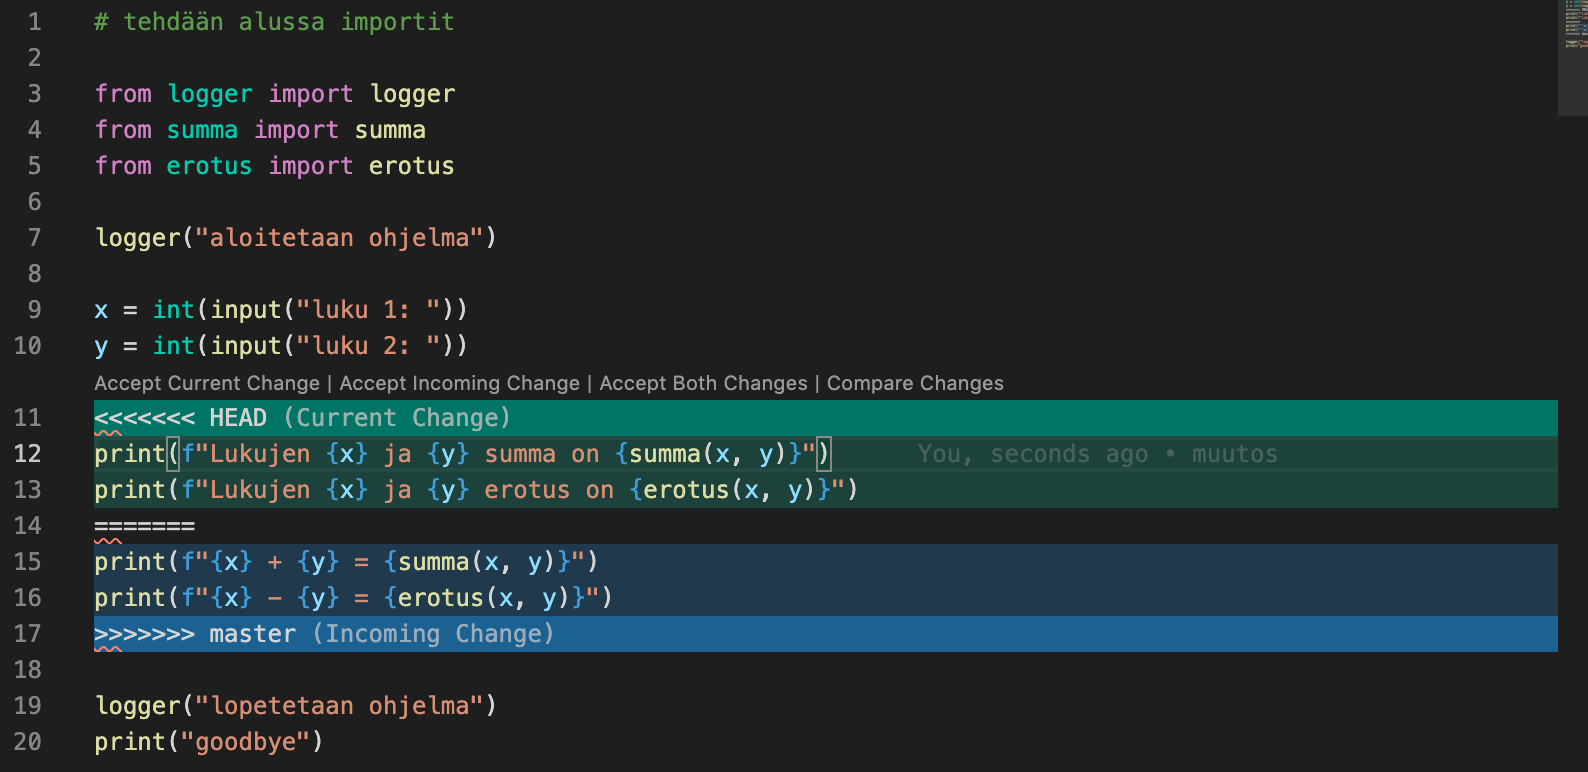 1 # tehdään alussa importit
2
3 from logger import logger
4 from summa import summa
5 from erotus import erotus
6
7 logger("aloitetaan ohjelma")
8
9 x = int(input("luku 1: "))
10 y = int(input("luku 2: "))
Accept Current Change | Accept Incoming Change | Accept Both Changes | Compare Changes
11 <<<<<<< HEAD (Current Change)
12 print(f"Lukujen {x} ja {y} summa on {summa(x, y)}") You, seconds ago • muutos
13 print(f"Lukujen {x} ja {y} erotus on {erotus(x, y)}")
14 =======
15 print(f"{x} + {y} = {summa(x, y)}")
16 print(f"{x} - {y} = {erotus(x, y)}")
17 >>>>>>> master (Incoming Change)
18
19 logger("lopetetaan ohjelma")
20 print("goodbye")